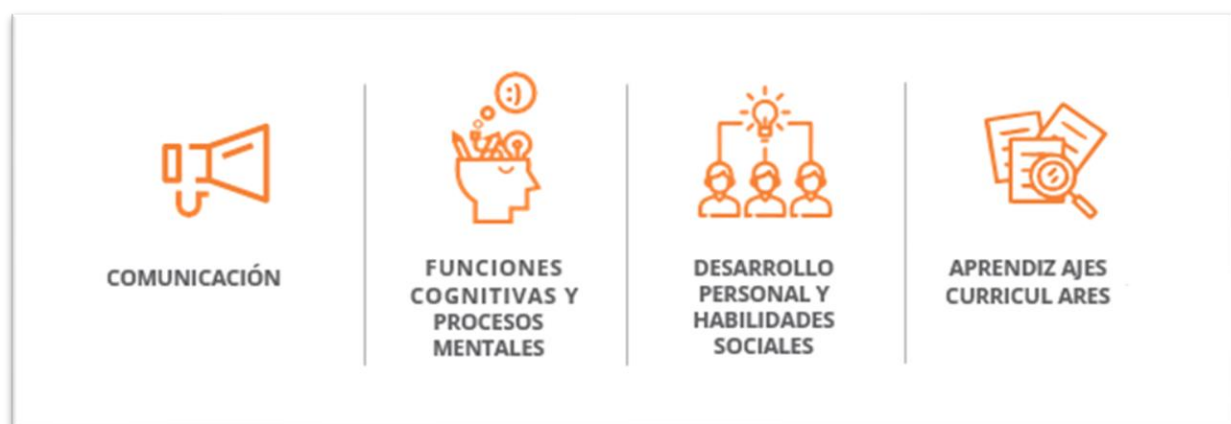 COMUNICACIÓN
FUNCIONES
COGNITIVAS Y
PROCESOS
MENTALES
DESARROLLO
PERSONAL Y
HABILIDADES
SOCIALES
APRENDIZ AJES
CURRICUL ARES